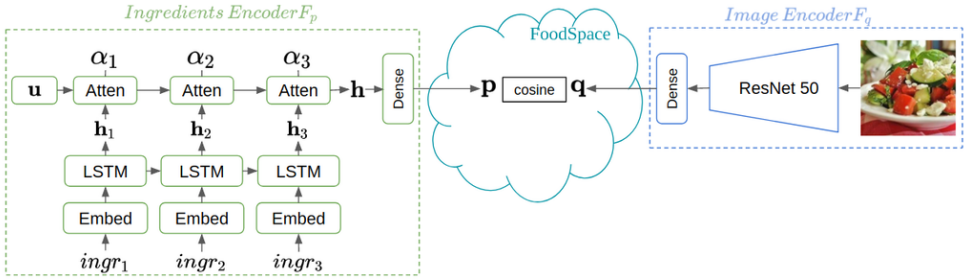 Ingredients Encoder F_p
α_1 α_2 α_3
u Atten Atten Atten h Dense
h_1 h_2 h_3
LSTM LSTM LSTM
Embed Embed Embed
ingr_1 ingr_2 ingr_3
FoodSpace
p cosine q
Image Encoder F_q
Dense ResNet 50